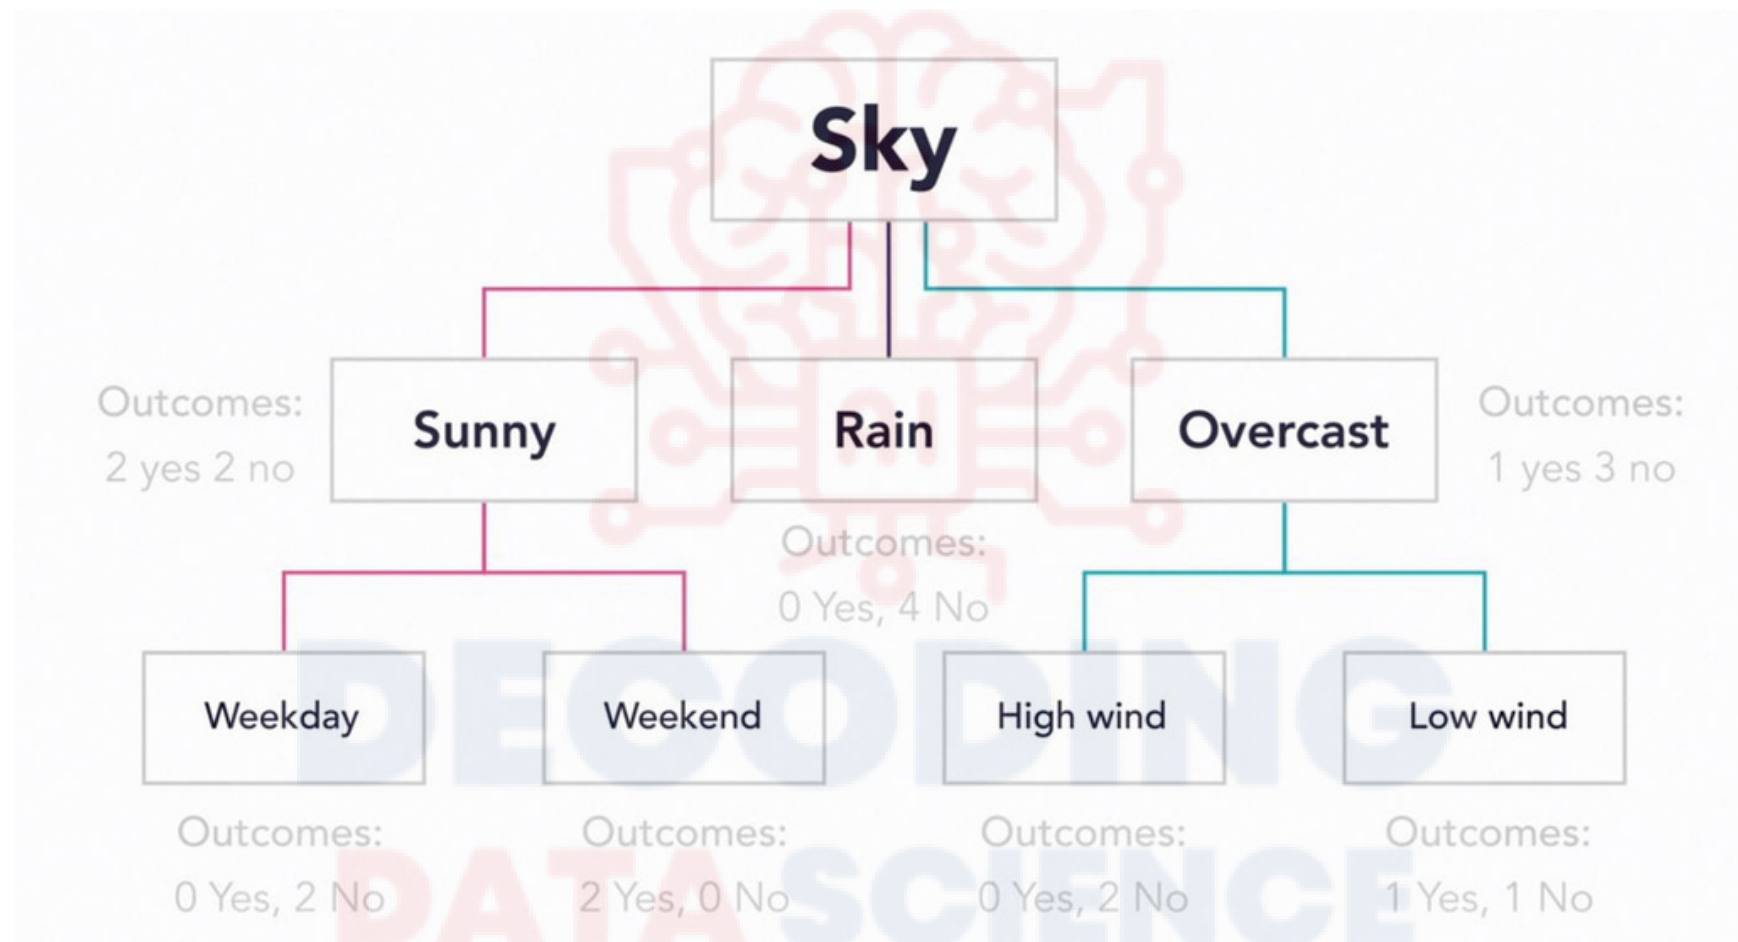 Sky
Outcomes:
2 yes 2 no
Sunny
Rain
Overcast
Outcomes:
1 yes 3 no
Outcomes:
0 Yes, 4 No
Weekday
Weekend
High wind
Low wind
Outcomes:
0 Yes, 2 No
Outcomes:
2 Yes, 0 No
Outcomes:
0 Yes, 2 No
Outcomes:
1 Yes, 1 No
AI
DECODING
DATA SCIENCE